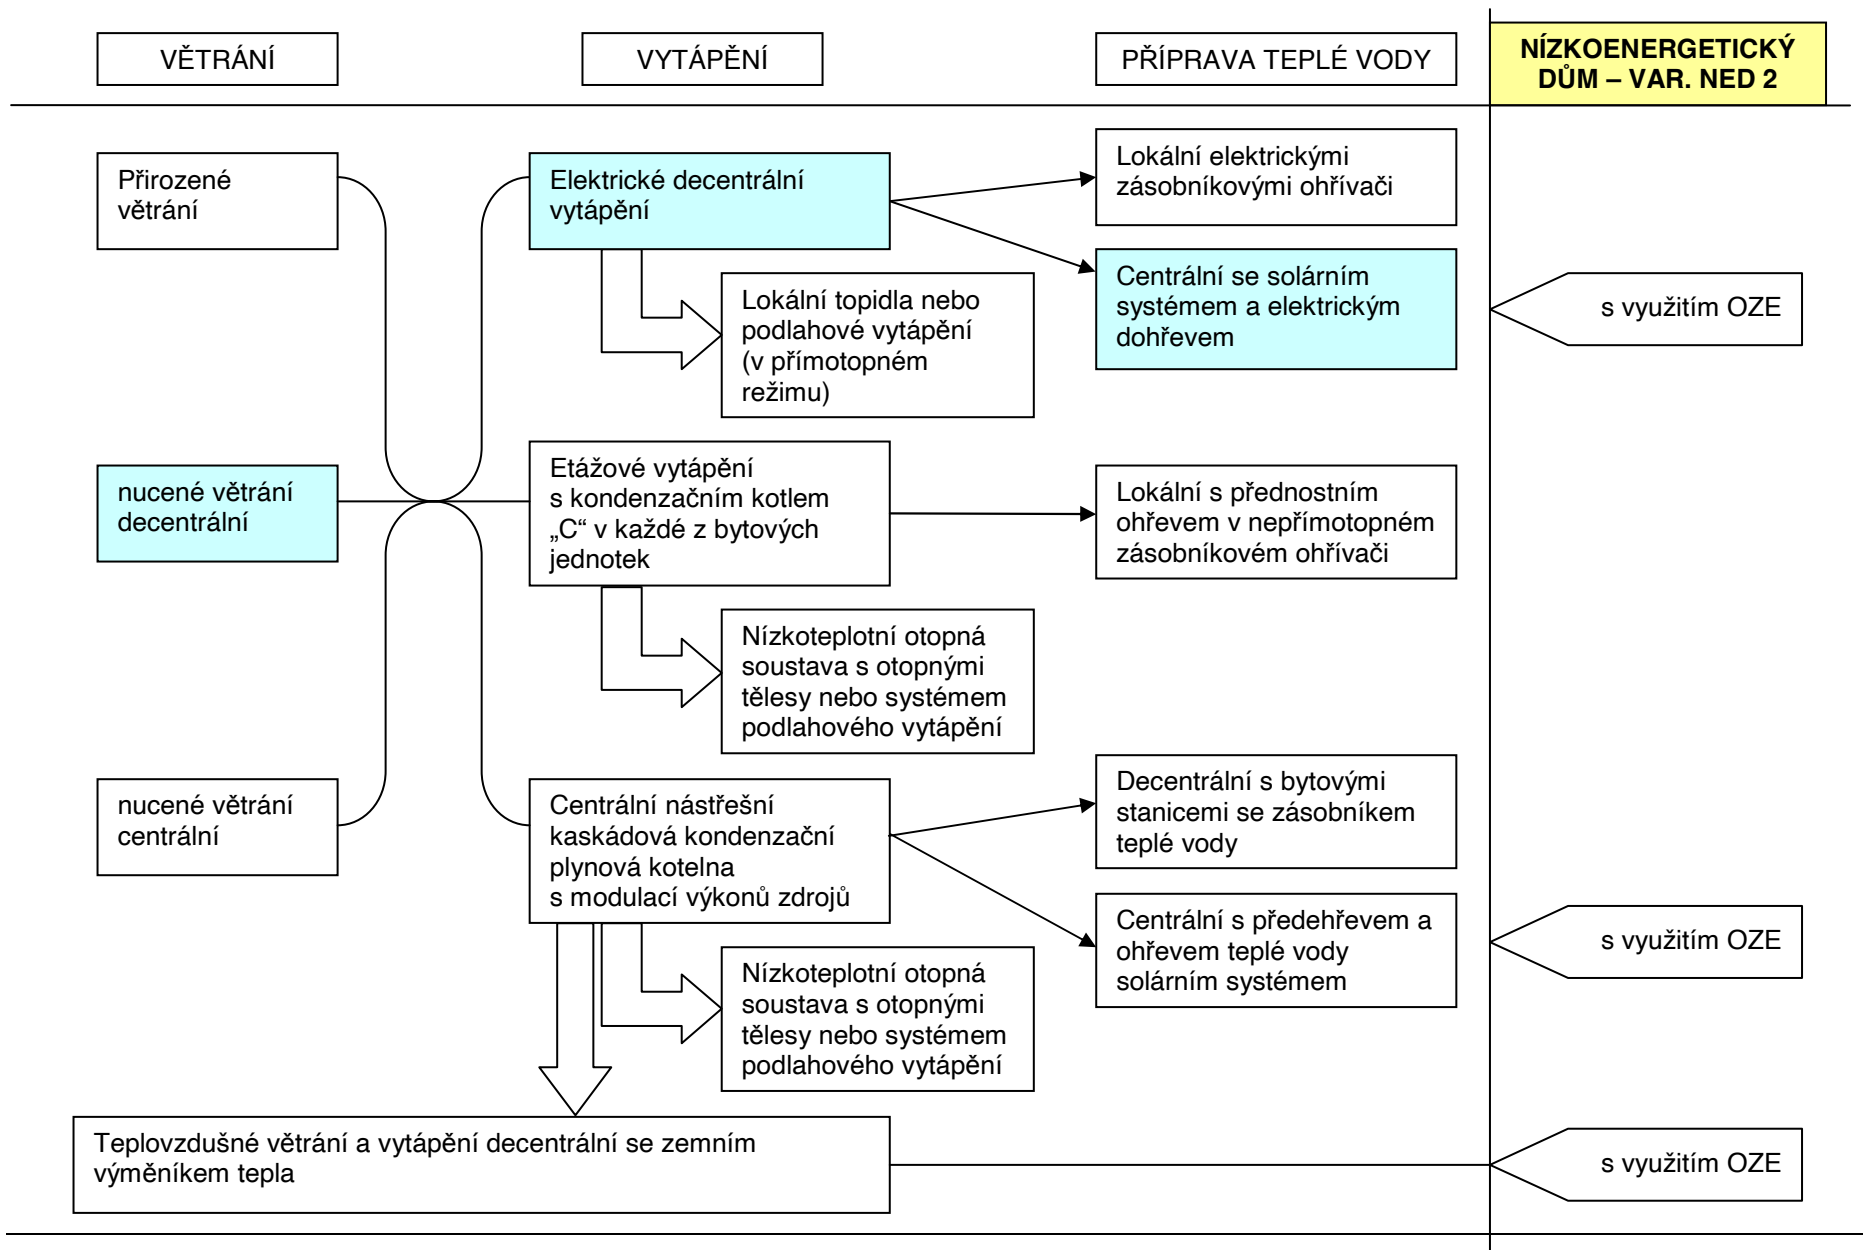 VĚTRÁNÍ
VYTÁPĚNÍ
PŘÍPRAVA TEPLÉ VODY
NÍZKOENERGETICKÝ
DŮM – VAR. NED 2
Přirozené
větrání
Elektrické decentrální
vytápění
Lokální elektrickými
zásobníkovými ohřívači
Centrální se solárním
systémem a elektrickým
dohřevem
s využitím OZE
Lokální topidla nebo
podlahové vytápění
(v přímotopném
režimu)
nucené větrání
decentrální
Etážové vytápění
s kondenzačním kotlem
„C“ v každé z bytových
jednotek
Lokální s přednostním
ohřevem v nepřímotopném
zásobníkovém ohřívači
Nízkoteplotní otopná
soustava s otopnými
tělesy nebo systémem
podlahového vytápění
nucené větrání
centrální
Centrální nástřešní
kaskádová kondenzační
plynová kotelna
s modulací výkonů zdrojů
Decentrální s bytovými
stanicemi se zásobníkem
teplé vody
Centrální s předehřevem a
ohřevem teplé vody
solárním systémem
s využitím OZE
Nízkoteplotní otopná
soustava s otopnými
tělesy nebo systémem
podlahového vytápění
Teplovzdušné větrání a vytápění decentrální se zemním
výměníkem tepla
s využitím OZE